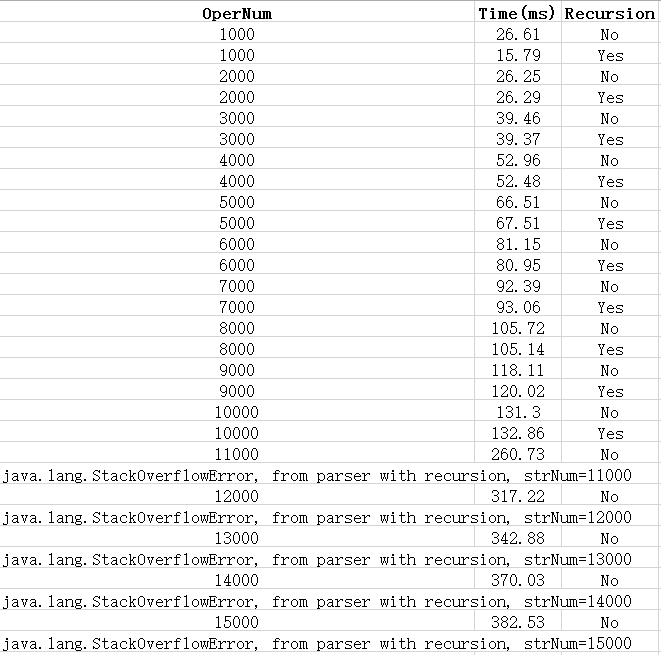 OperNum Time(ms) Recursion
1000 26.61 No
1000 15.79 Yes
2000 26.25 No
2000 26.29 Yes
3000 39.46 No
3000 39.37 Yes
4000 52.96 No
4000 52.48 Yes
5000 66.51 No
5000 67.51 Yes
6000 81.15 No
6000 80.95 Yes
7000 92.39 No
7000 93.06 Yes
8000 105.72 No
8000 105.14 Yes
9000 118.11 No
9000 120.02 Yes
10000 131.3 No
10000 132.86 Yes
11000 260.73 No
java.lang.StackOverflowError, from parser with recursion, strNum=11000
12000 317.22 No
java.lang.StackOverflowError, from parser with recursion, strNum=12000
13000 342.88 No
java.lang.StackOverflowError, from parser with recursion, strNum=13000
14000 370.03 No
java.lang.StackOverflowError, from parser with recursion, strNum=14000
15000 382.53 No
java.lang.StackOverflowError, from parser with recursion, strNum=15000